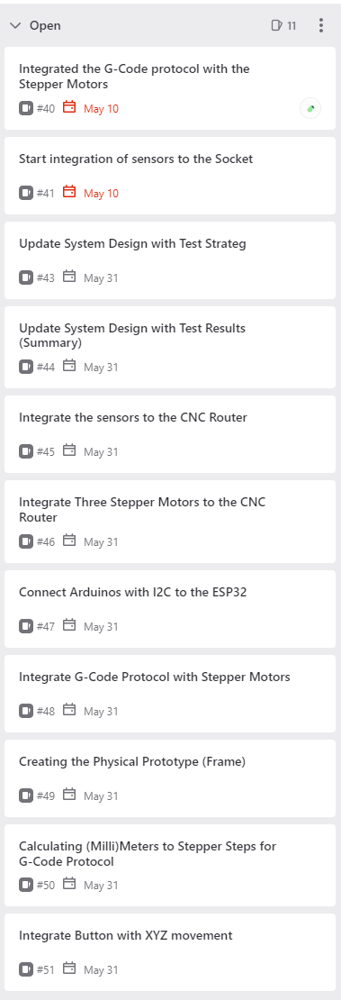 Open 11
Integrated the G-Code protocol with the
Stepper Motors
#40 May 10
Start integration of sensors to the Socket
#41 May 10
Update System Design with Test Strateg
#43 May 31
Update System Design with Test Results
(Summary)
#44 May 31
Integrate the sensors to the CNC Router
#45 May 31
Integrate Three Stepper Motors to the CNC
Router
#46 May 31
Connect Arduinos with I2C to the ESP32
#47 May 31
Integrate G-Code Protocol with Stepper Motors
#48 May 31
Creating the Physical Prototype (Frame)
#49 May 31
Calculating (Milli)Meters to Stepper Steps for
G-Code Protocol
#50 May 31
Integrate Button with XYZ movement
#51 May 31